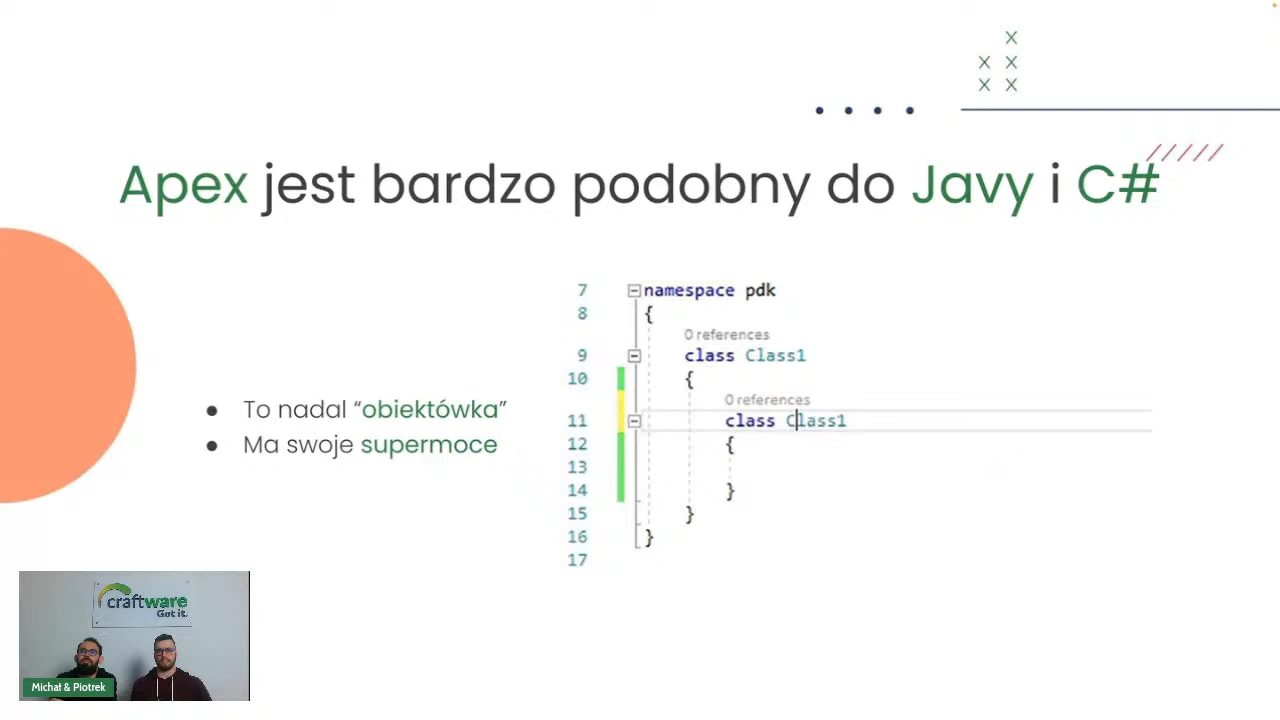 Apex jest bardzo podobny do Javy i C#
To nadal “obiektówka”
Ma swoje supermoce
7 namespace pdk
8 {
0 references
9 class Class1
10 {
0 references
11 class Class1
12 {
13
14 }
15 }
16 }
17
craftware
Got it.
Michał & Piotrek